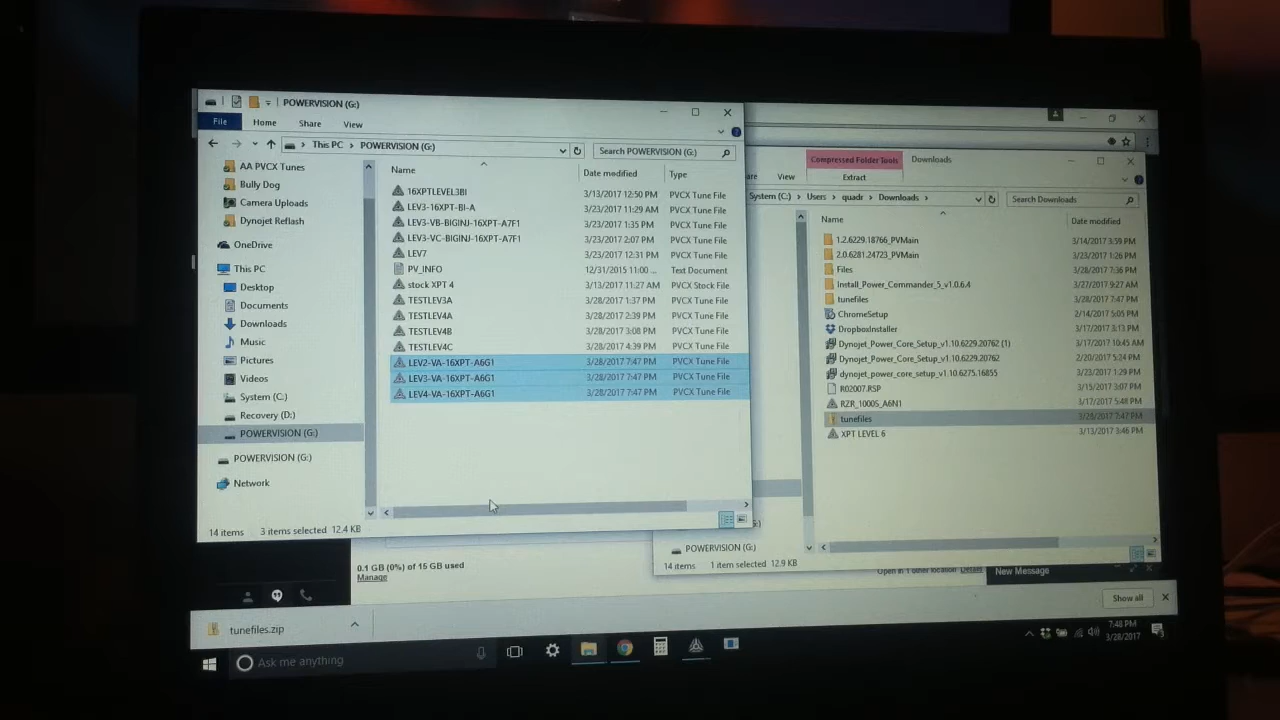 POWERVISION (G:)
File Home Share View
This PC > POWERVISION (G:)
Search POWERVISION (G:)
AA PVCX Tunes
Bully Dog
Camera Uploads
Dynojet Reflash
OneDrive
This PC
Desktop
Documents
Downloads
Music
Pictures
Videos
System (C:)
Recovery (D:)
POWERVISION (G:)
POWERVISION (G:)
Network
Name Date modified Type
16XPTLEVEL3BI 3/13/2017 12:50 PM PVCX Tune File
LEV3-16XPT-BI-A 3/23/2017 11:29 AM PVCX Tune File
LEV3-VB-BIGINJ-16XPT-A7F1 3/23/2017 1:35 PM PVCX Tune File
LEV3-VC-BIGINJ-16XPT-A7F1 3/23/2017 2:07 PM PVCX Tune File
LEV7 3/23/2017 12:31 PM PVCX Tune File
PV_INFO 12/31/2015 11:00 ... Text Document
stock XPT 4 3/13/2017 11:27 AM PVCX Stock File
TESTLEV3A 3/28/2017 1:37 PM PVCX Tune File
TESTLEV4A 3/28/2017 2:39 PM PVCX Tune File
TESTLEV4B 3/28/2017 3:08 PM PVCX Tune File
TESTLEV4C 3/28/2017 4:39 PM PVCX Tune File
LEV2-VA-16XPT-A6G1 3/28/2017 7:47 PM PVCX Tune File
LEV3-VA-16XPT-A6G1 3/28/2017 7:47 PM PVCX Tune File
LEV4-VA-16XPT-A6G1 3/28/2017 7:47 PM PVCX Tune File
14 items 3 items selected 12.4 KB
Compressed Folder Tools Downloads
are View Extract
System (C:) > Users > quadr > Downloads >
Search Downloads
Name Date modified
1.2.6229.18766_PVMain 3/14/2017 3:59 PM
2.0.6281.24723_PVMain 3/23/2017 1:26 PM
Files 3/28/2017 7:36 PM
Install_Power_Commander_5_v1.0.6.4 3/27/2017 9:27 AM
tunefiles 3/28/2017 7:47 PM
ChromeSetup 2/14/2017 5:05 PM
DropboxInstaller 3/17/2017 3:13 PM
Dynojet_Power_Core_Setup_v1.10.6229.20762 (1) 3/17/2017 10:45 AM
Dynojet_Power_Core_Setup_v1.10.6229.20762 2/20/2017 5:24 PM
dynojet_power_core_setup_v1.10.6275.16855 3/23/2017 1:29 PM
R02007.RSP 3/15/2017 3:07 PM
RZR_1000S_A6N1 3/17/2017 5:48 PM
tunefiles 3/28/2017 7:47 PM
XPT LEVEL 6 3/13/2017 3:46 PM
POWERVISION (G:)
14 items 1 item selected 12.9 KB
0.1 GB (0%) of 15 GB used
Manage
Open in 1 other location Details
New Message
tunefiles.zip
Show all
Ask me anything
7:48 PM
3/28/2017